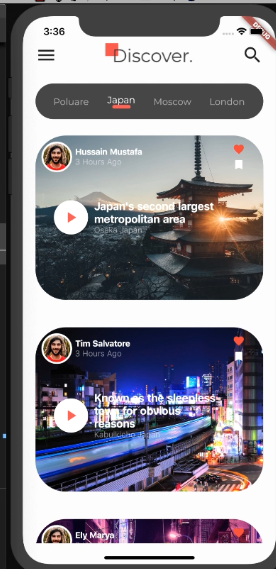 3:36
DEBUG
Discover.
Poluare Japan Moscow London
Hussain Mustafa
3 Hours Ago
Japan's second largest
metropolitan area
Osaka Japan
Tim Salvatore
3 Hours Ago
Known as the sleepless-
town for obvious
reasons
Kabukicho Japan
Ely Marya